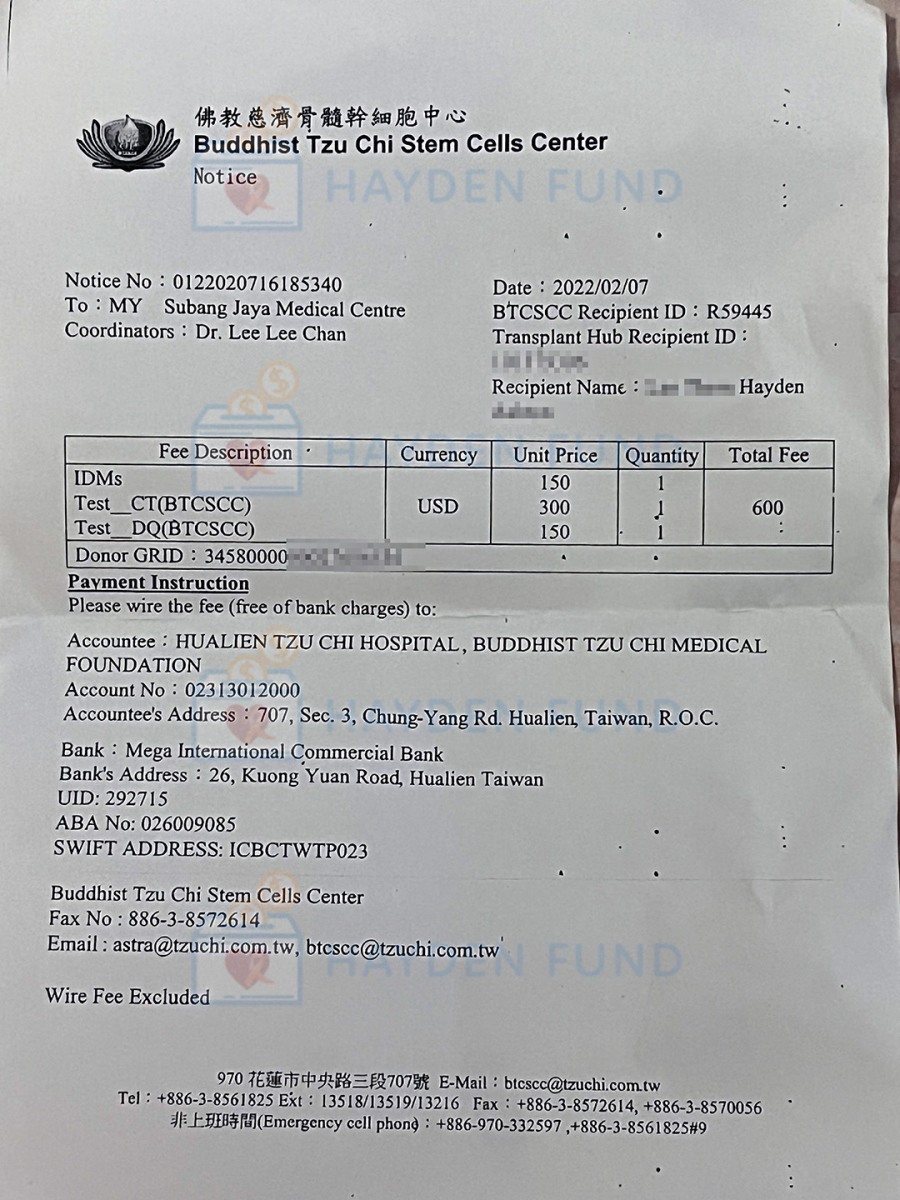 佛教慈濟骨髓幹細胞中心
Buddhist Tzu Chi Stem Cells Center
Notice
HAYDEN FUND
Notice No：0122020716185340
To：MY Subang Jaya Medical Centre
Coordinators：Dr. Lee Lee Chan
Date：2022/02/07
BTCSCC Recipient ID：R59445
Transplant Hub Recipient ID：
Recipient Name： Hayden
HAYDEN FUND
Fee Description Currency Unit Price Quantity Total Fee
IDMs 150 1
Test__CT(BTCSCC) USD 300 1 600
Test__DQ(BTCSCC) 150 1
Donor GRID：34580000
Payment Instruction
Please wire the fee (free of bank charges) to:
Accountee：HUALIEN TZU CHI HOSPITAL, BUDDHIST TZU CHI MEDICAL
FOUNDATION
Account No：02313012000
Accountee's Address：707, Sec. 3, Chung-Yang Rd. Hualien, Taiwan, R.O.C.
HAYDEN FUND
Bank：Mega International Commercial Bank
Bank's Address：26, Kuong Yuan Road, Hualien Taiwan
UID: 292715
ABA No: 026009085
SWIFT ADDRESS: ICBCTWTP023
Buddhist Tzu Chi Stem Cells Center
Fax No : 886-3-8572614
Email : astra@tzuchi.com.tw, btcscc@tzuchi.com.tw
HAYDEN FUND
Wire Fee Excluded
970 花蓮市中央路三段707號 E-Mail：btcscc@tzuchi.com.tw
Tel：+886-3-8561825 Ext：13518/13519/13216 Fax：+886-3-8572614, +886-3-8570056
非上班時間(Emergency cell phone)：+886-970-332597 ,+886-3-8561825#9